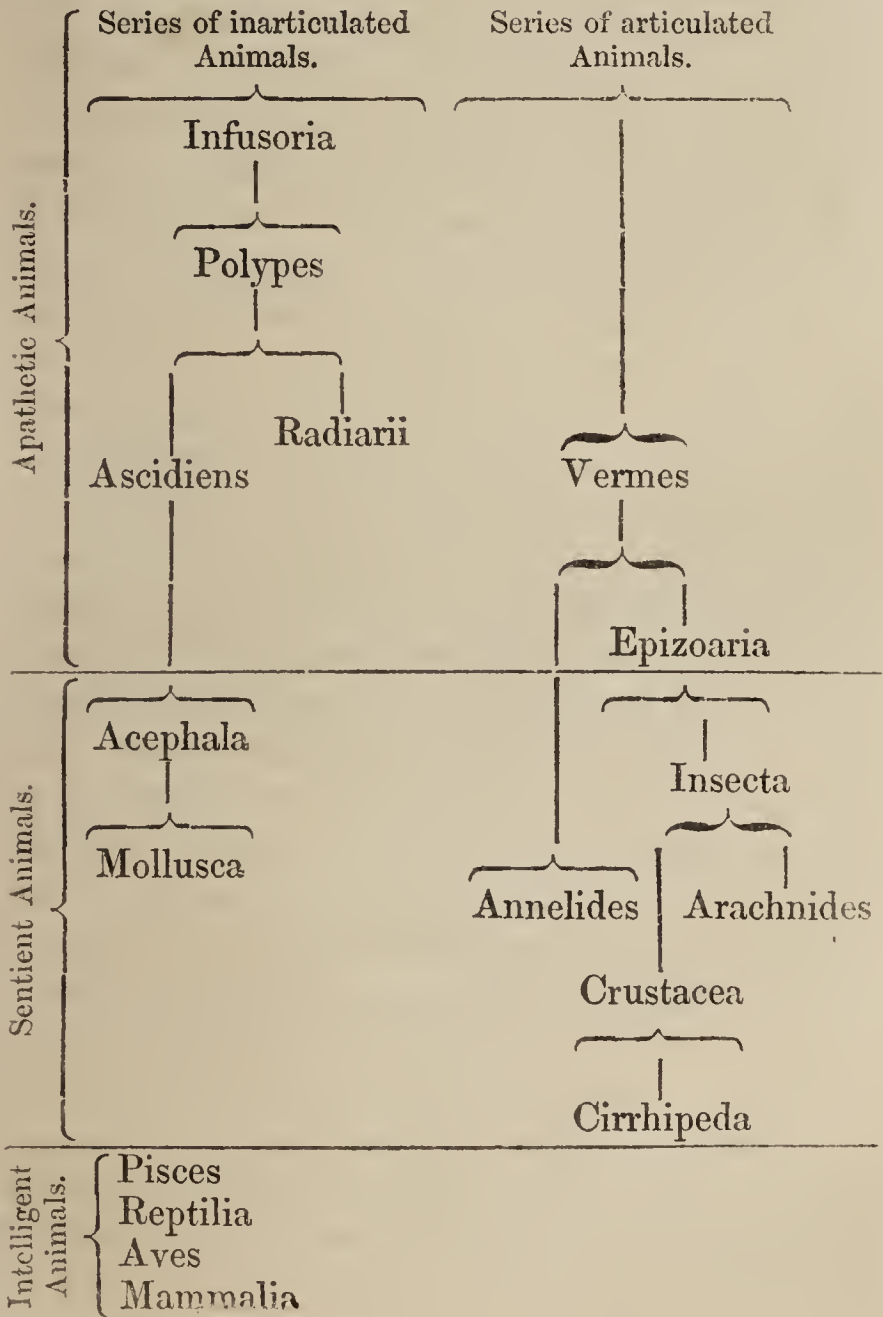 Series of inarticulated
Animals.
Series of articulated
Animals.
Apathetic Animals.
Infusoria
Polypes
Radiarii
Ascidiens
Vermes
Epizoaria
Sentient Animals.
Acephala
Mollusca
Insecta
Annelides
Arachnides
Crustacea
Cirrhipeda
Intelligent
Animals.
Pisces
Reptilia
Aves
Mammalia